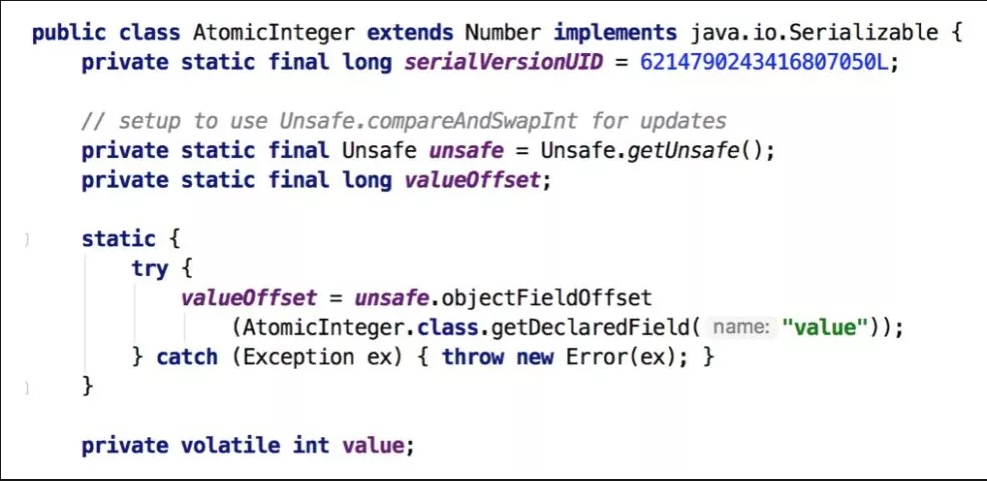 public class AtomicInteger extends Number implements java.io.Serializable {
private static final long serialVersionUID = 6214790243416807050L;
// setup to use Unsafe.compareAndSwapInt for updates
private static final Unsafe unsafe = Unsafe.getUnsafe();
private static final long valueOffset;
static {
try {
valueOffset = unsafe.objectFieldOffset
(AtomicInteger.class.getDeclaredField( name: "value"));
} catch (Exception ex) { throw new Error(ex); }
}
private volatile int value;